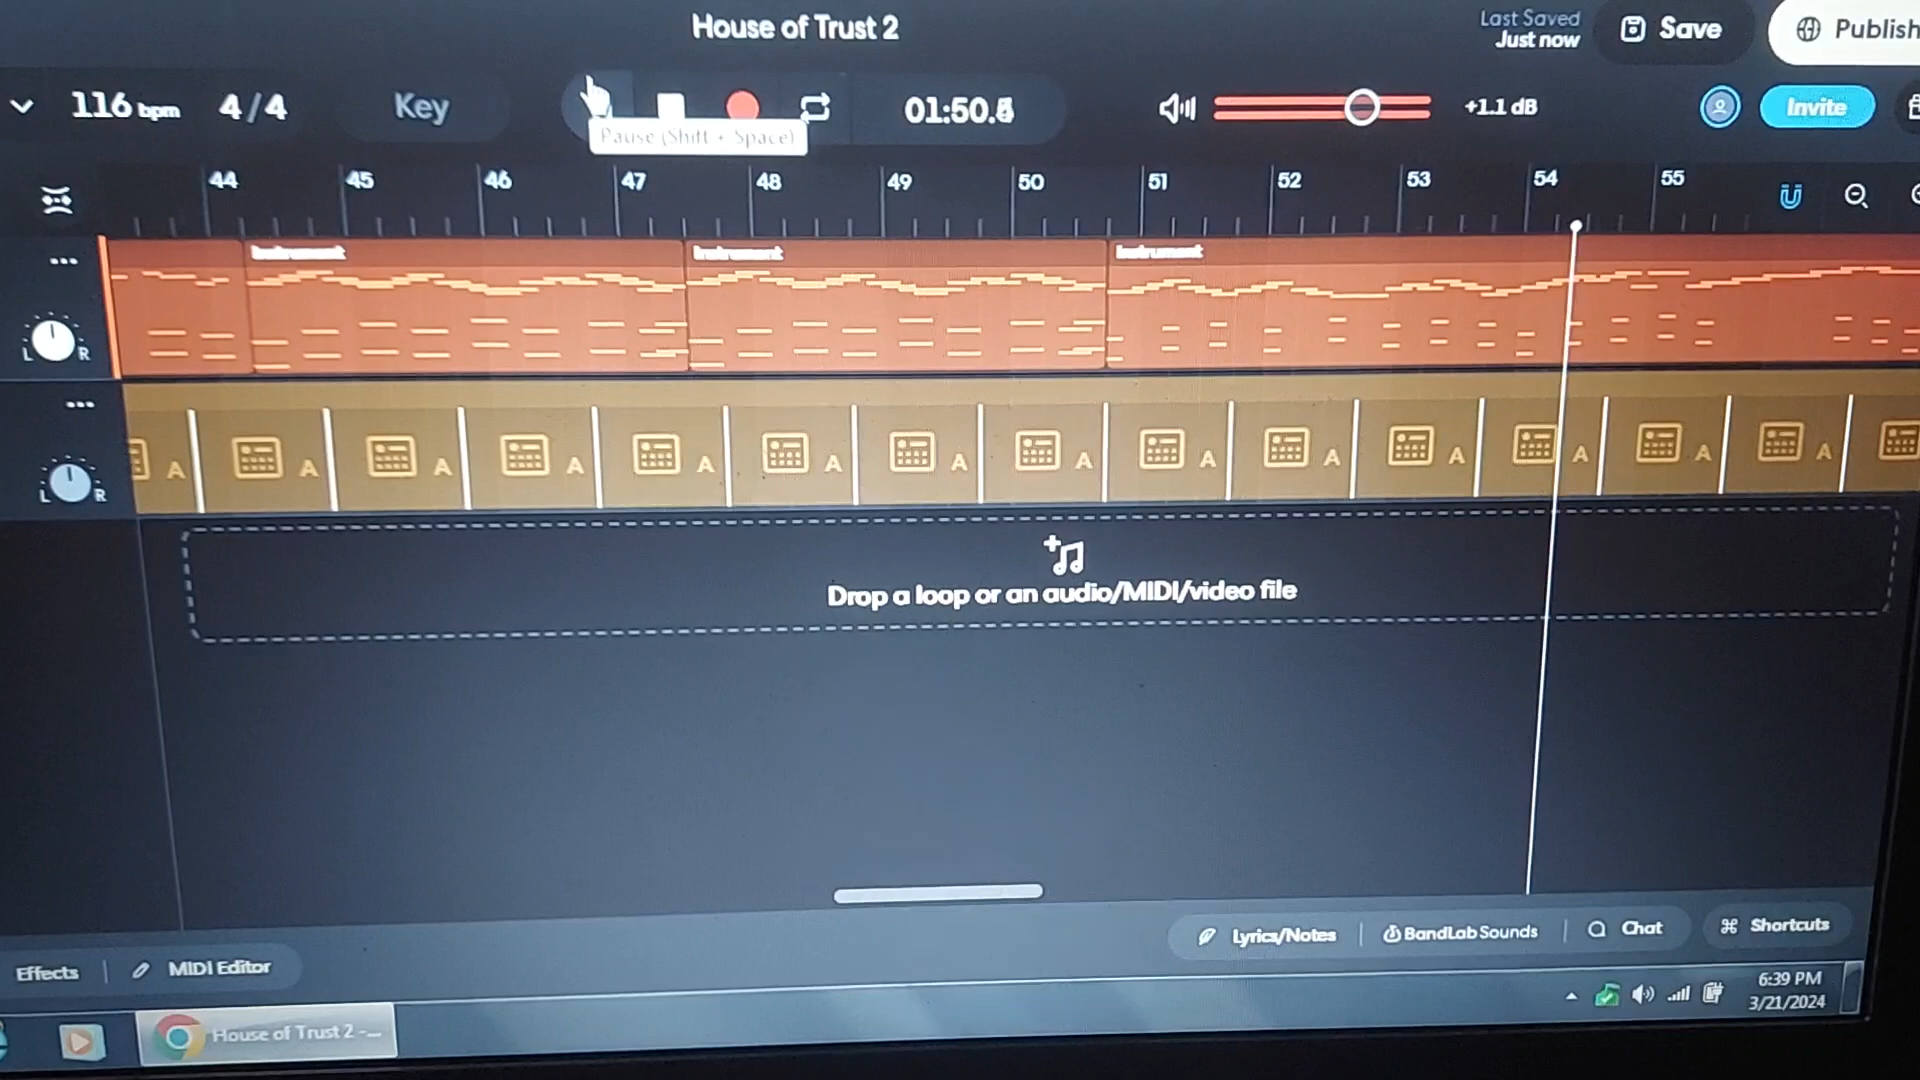 House of Trust 2
Last Saved
Just now
Save
Publish
116 bpm
4/4
Key
01:50.
+1.1 dB
Invite
Pause (Shift + Space)
44 45 46 47 48 49 50 51 52 53 54 55
Instrument Instrument Instrument
L R
A A A A A A A A A A A A A A
L R
Drop a loop or an audio/MIDI/video file
Lyrics/Notes
BandLab Sounds
Chat
Shortcuts
Effects
MIDI Editor
6:39 PM
3/21/2024
House of Trust 2 -...